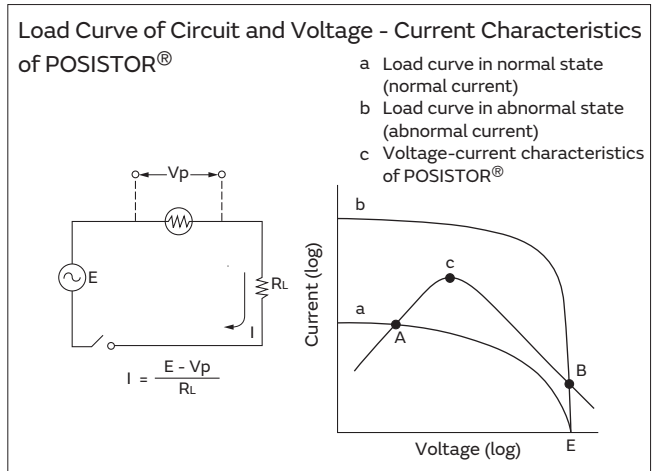 Load Curve of Circuit and Voltage - Current Characteristics
of POSISTOR®
a Load curve in normal state
(normal current)
b Load curve in abnormal state
(abnormal current)
c Voltage-current characteristics
of POSISTOR®
Vp
E
RL
I
I = E - Vp
RL
b
c
a
A
B
Current (log)
Voltage (log)
E